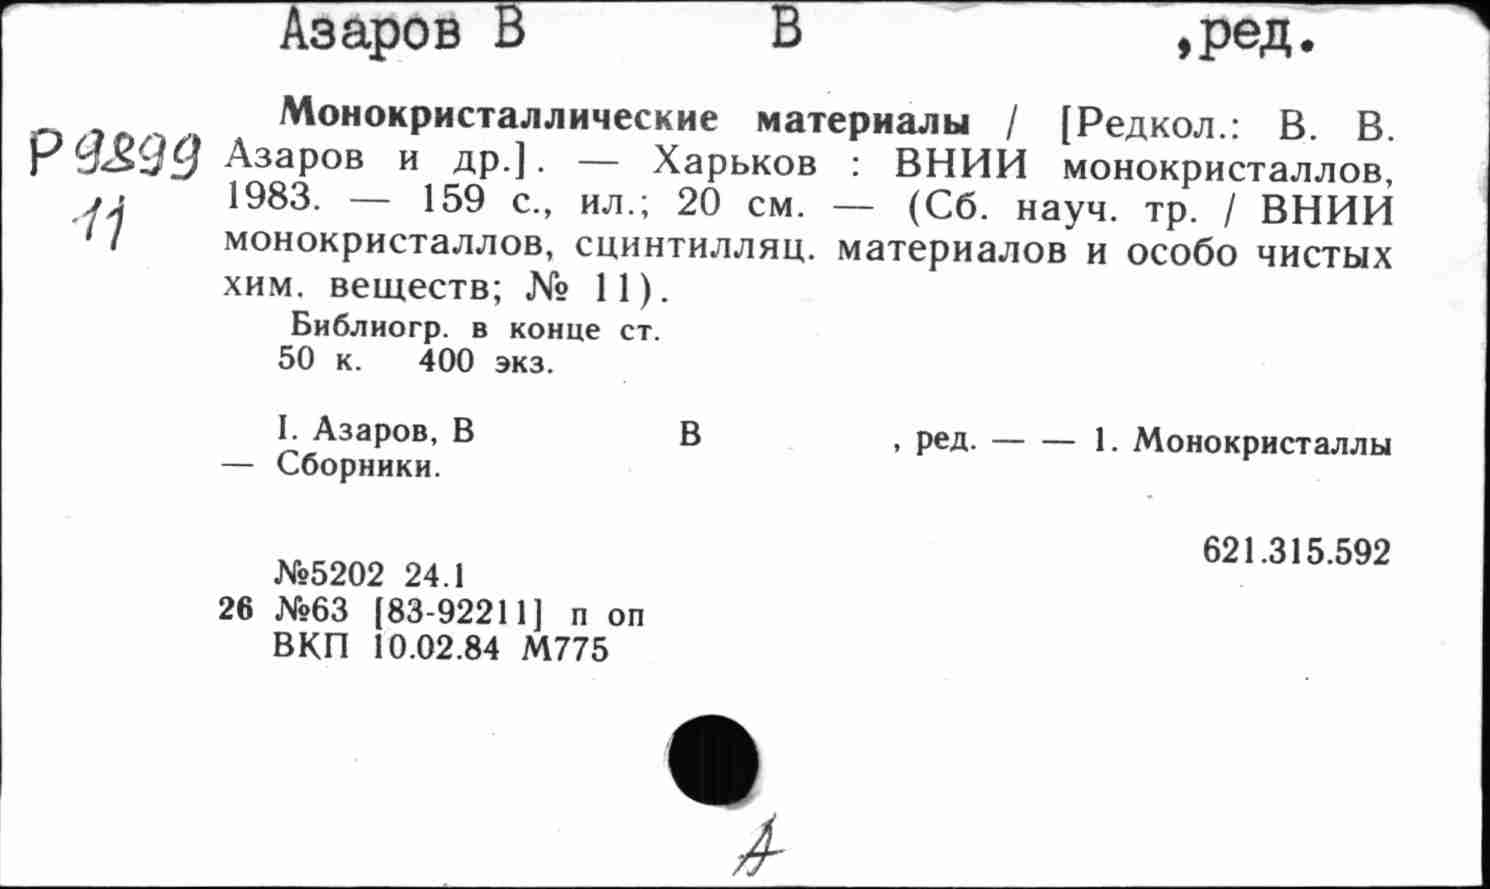 Азаров В В ,ред.
Монокристаллические материалы / [Редкол.: В. В.
Р9899 Азаров и др.]. — Харьков : ВНИИ монокристаллов,
11 1983. — 159 с., ил.; 20 см. — (Сб. науч. тр. / ВНИИ
монокристаллов, сцинтилляц. материалов и особо чистых
хим. веществ; № 11).
Библиогр. в конце ст.
50 к. 400 экз.
I. Азаров, В В , ред. — — 1. Монокристаллы
— Сборники.
621.315.592
№5202 24.1
26 №63 [83-92211] п оп
ВКП 10.02.84 М775
А